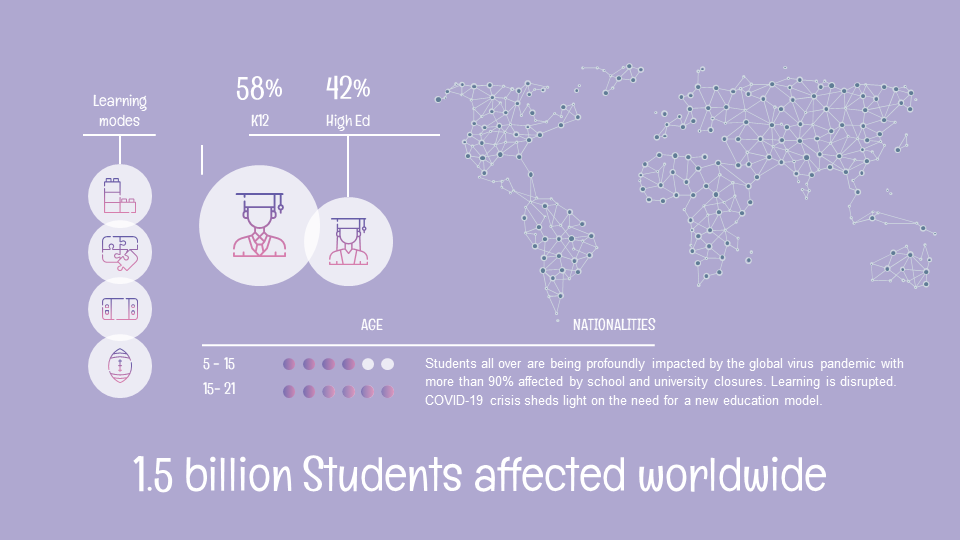 Learning
modes
58%
K12
42%
High Ed
AGE
5 - 15
15- 21
NATIONALITIES
Students all over are being profoundly impacted by the global virus pandemic with
more than 90% affected by school and university closures. Learning is disrupted.
COVID-19 crisis sheds light on the need for a new education model.
1.5 billion Students affected worldwide